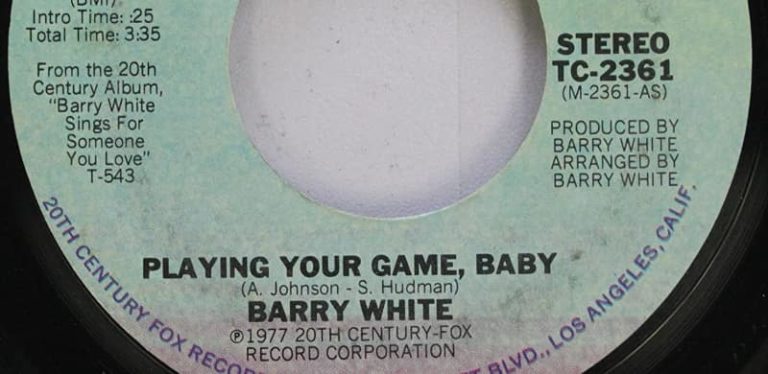 (BMI)
Intro Time: :25
Total Time: 3:35
From the 20th
Century Album,
"Barry White
Sings For
Someone
You Love"
T-543
STEREO
TC-2361
(M-2361-AS)
PRODUCED BY
BARRY WHITE
ARRANGED BY
BARRY WHITE
PLAYING YOUR GAME, BABY
(A. Johnson - S. Hudman)
BARRY WHITE
℗1977 20TH CENTURY-FOX
RECORD CORPORATION
20TH CENTURY FOX RECOR
BLVD., LOS ANGELES, CALIF.